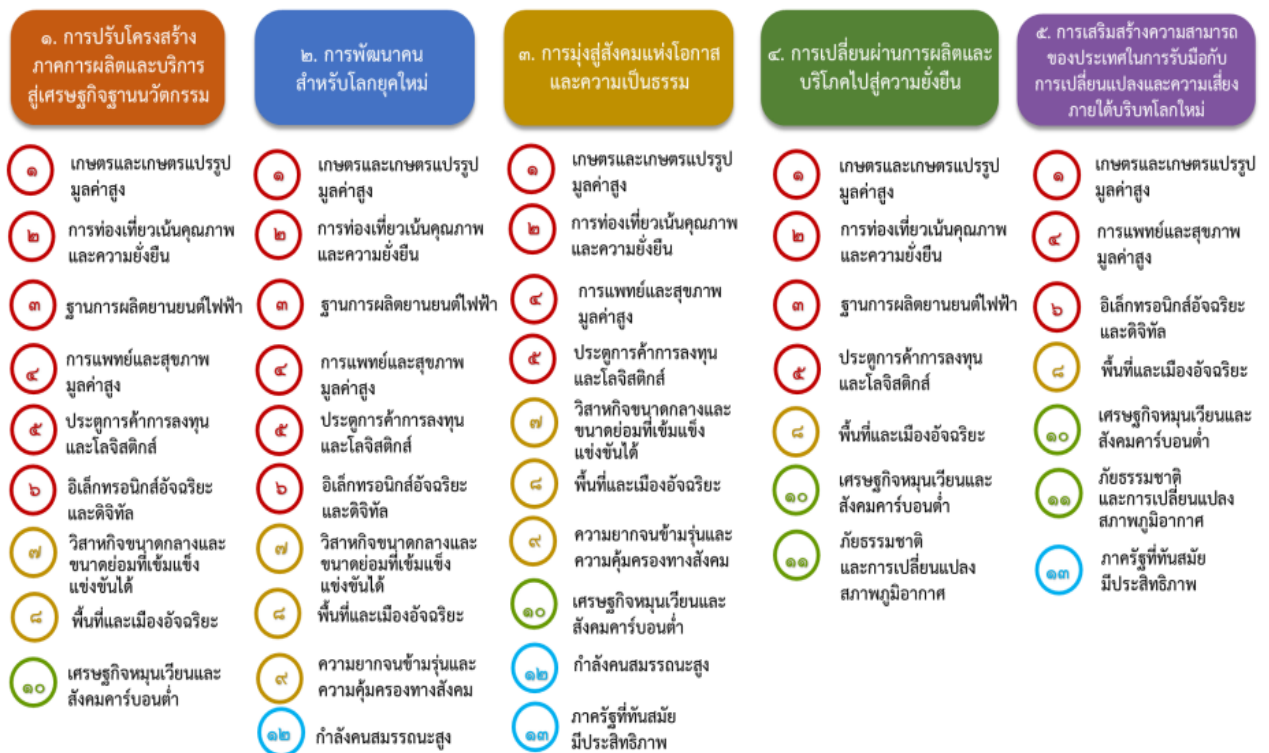 ๑. การปรับโครงสร้าง
ภาคการผลิตและบริการ
สู่เศรษฐกิจฐานนวัตกรรม
๑
เกษตรและเกษตรแปรรูป
มูลค่าสูง
๒
การท่องเที่ยวเน้นคุณภาพ
และความยั่งยืน
๓
ฐานการผลิตยานยนต์ไฟฟ้า
๔
การแพทย์และสุขภาพ
มูลค่าสูง
๕
ประตูการค้าการลงทุน
และโลจิสติกส์
๖
อิเล็กทรอนิกส์อัจฉริยะ
และดิจิทัล
๗
วิสาหกิจขนาดกลางและ
ขนาดย่อมที่เข้มแข็ง
แข่งขันได้
๘
พื้นที่และเมืองอัจฉริยะ
๑๐
เศรษฐกิจหมุนเวียนและ
สังคมคาร์บอนต่ำ
๒. การพัฒนาคน
สำหรับโลกยุคใหม่
๑
เกษตรและเกษตรแปรรูป
มูลค่าสูง
๒
การท่องเที่ยวเน้นคุณภาพ
และความยั่งยืน
๓
ฐานการผลิตยานยนต์ไฟฟ้า
๔
การแพทย์และสุขภาพ
มูลค่าสูง
๕
ประตูการค้าการลงทุน
และโลจิสติกส์
๖
อิเล็กทรอนิกส์อัจฉริยะ
และดิจิทัล
๗
วิสาหกิจขนาดกลางและ
ขนาดย่อมที่เข้มแข็ง
แข่งขันได้
๘
พื้นที่และเมืองอัจฉริยะ
๙
ความยากจนข้ามรุ่นและ
ความคุ้มครองทางสังคม
๑๒
กำลังคนสมรรถนะสูง
๓. การมุ่งสู่สังคมแห่งโอกาส
และความเป็นธรรม
๑
เกษตรและเกษตรแปรรูป
มูลค่าสูง
๒
การท่องเที่ยวเน้นคุณภาพ
และความยั่งยืน
๔
การแพทย์และสุขภาพ
มูลค่าสูง
๕
ประตูการค้าการลงทุน
และโลจิสติกส์
๗
วิสาหกิจขนาดกลางและ
ขนาดย่อมที่เข้มแข็ง
แข่งขันได้
๘
พื้นที่และเมืองอัจฉริยะ
๙
ความยากจนข้ามรุ่นและ
ความคุ้มครองทางสังคม
๑๐
เศรษฐกิจหมุนเวียนและ
สังคมคาร์บอนต่ำ
๑๒
กำลังคนสมรรถนะสูง
๑๓
ภาครัฐที่ทันสมัย
มีประสิทธิภาพ
๔. การเปลี่ยนผ่านการผลิตและ
บริโภคไปสู่ความยั่งยืน
๑
เกษตรและเกษตรแปรรูป
มูลค่าสูง
๒
การท่องเที่ยวเน้นคุณภาพ
และความยั่งยืน
๓
ฐานการผลิตยานยนต์ไฟฟ้า
๕
ประตูการค้าการลงทุน
และโลจิสติกส์
๘
พื้นที่และเมืองอัจฉริยะ
๑๐
เศรษฐกิจหมุนเวียนและ
สังคมคาร์บอนต่ำ
๑๑
ภัยธรรมชาติ
และการเปลี่ยนแปลง
สภาพภูมิอากาศ
๕. การเสริมสร้างความสามารถ
ของประเทศในการรับมือกับ
การเปลี่ยนแปลงและความเสี่ยง
ภายใต้บริบทโลกใหม่
๑
เกษตรและเกษตรแปรรูป
มูลค่าสูง
๔
การแพทย์และสุขภาพ
มูลค่าสูง
๖
อิเล็กทรอนิกส์อัจฉริยะ
และดิจิทัล
๘
พื้นที่และเมืองอัจฉริยะ
๑๐
เศรษฐกิจหมุนเวียนและ
สังคมคาร์บอนต่ำ
๑๑
ภัยธรรมชาติ
และการเปลี่ยนแปลง
สภาพภูมิอากาศ
๑๓
ภาครัฐที่ทันสมัย
มีประสิทธิภาพ